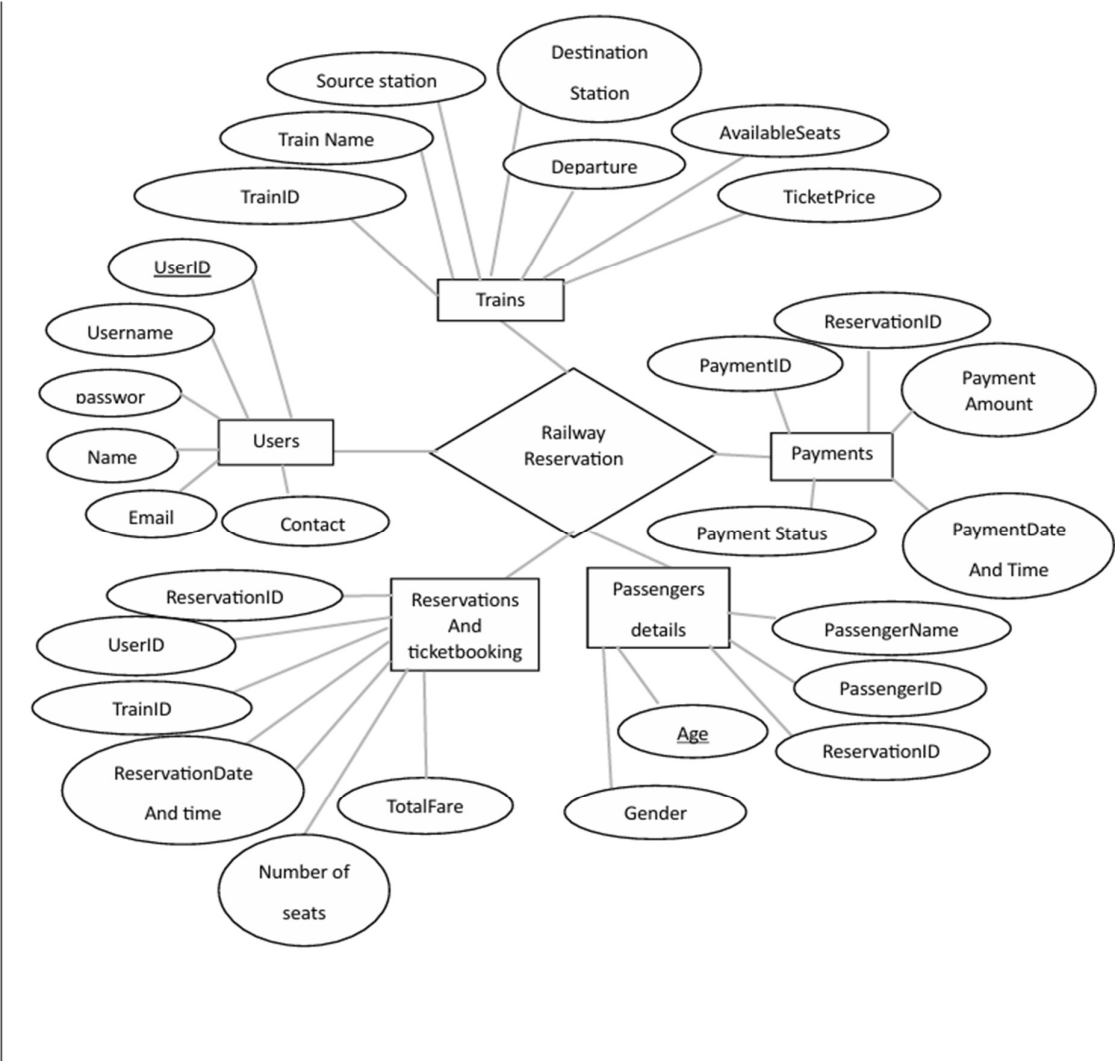 Destination
Station
Source station
AvailableSeats
Train Name
Departure
TrainID
TicketPrice
UserID
Trains
ReservationID
Username
PaymentID
Payment
Amount
passwor
Users
Railway
Reservation
Payments
Name
Email
Contact
Payment Status
PaymentDate
And Time
ReservationID
Reservations
And
ticketbooking
Passengers
details
UserID
PassengerName
TrainID
PassengerID
Age
ReservationID
ReservationDate
And time
TotalFare
Gender
Number of
seats